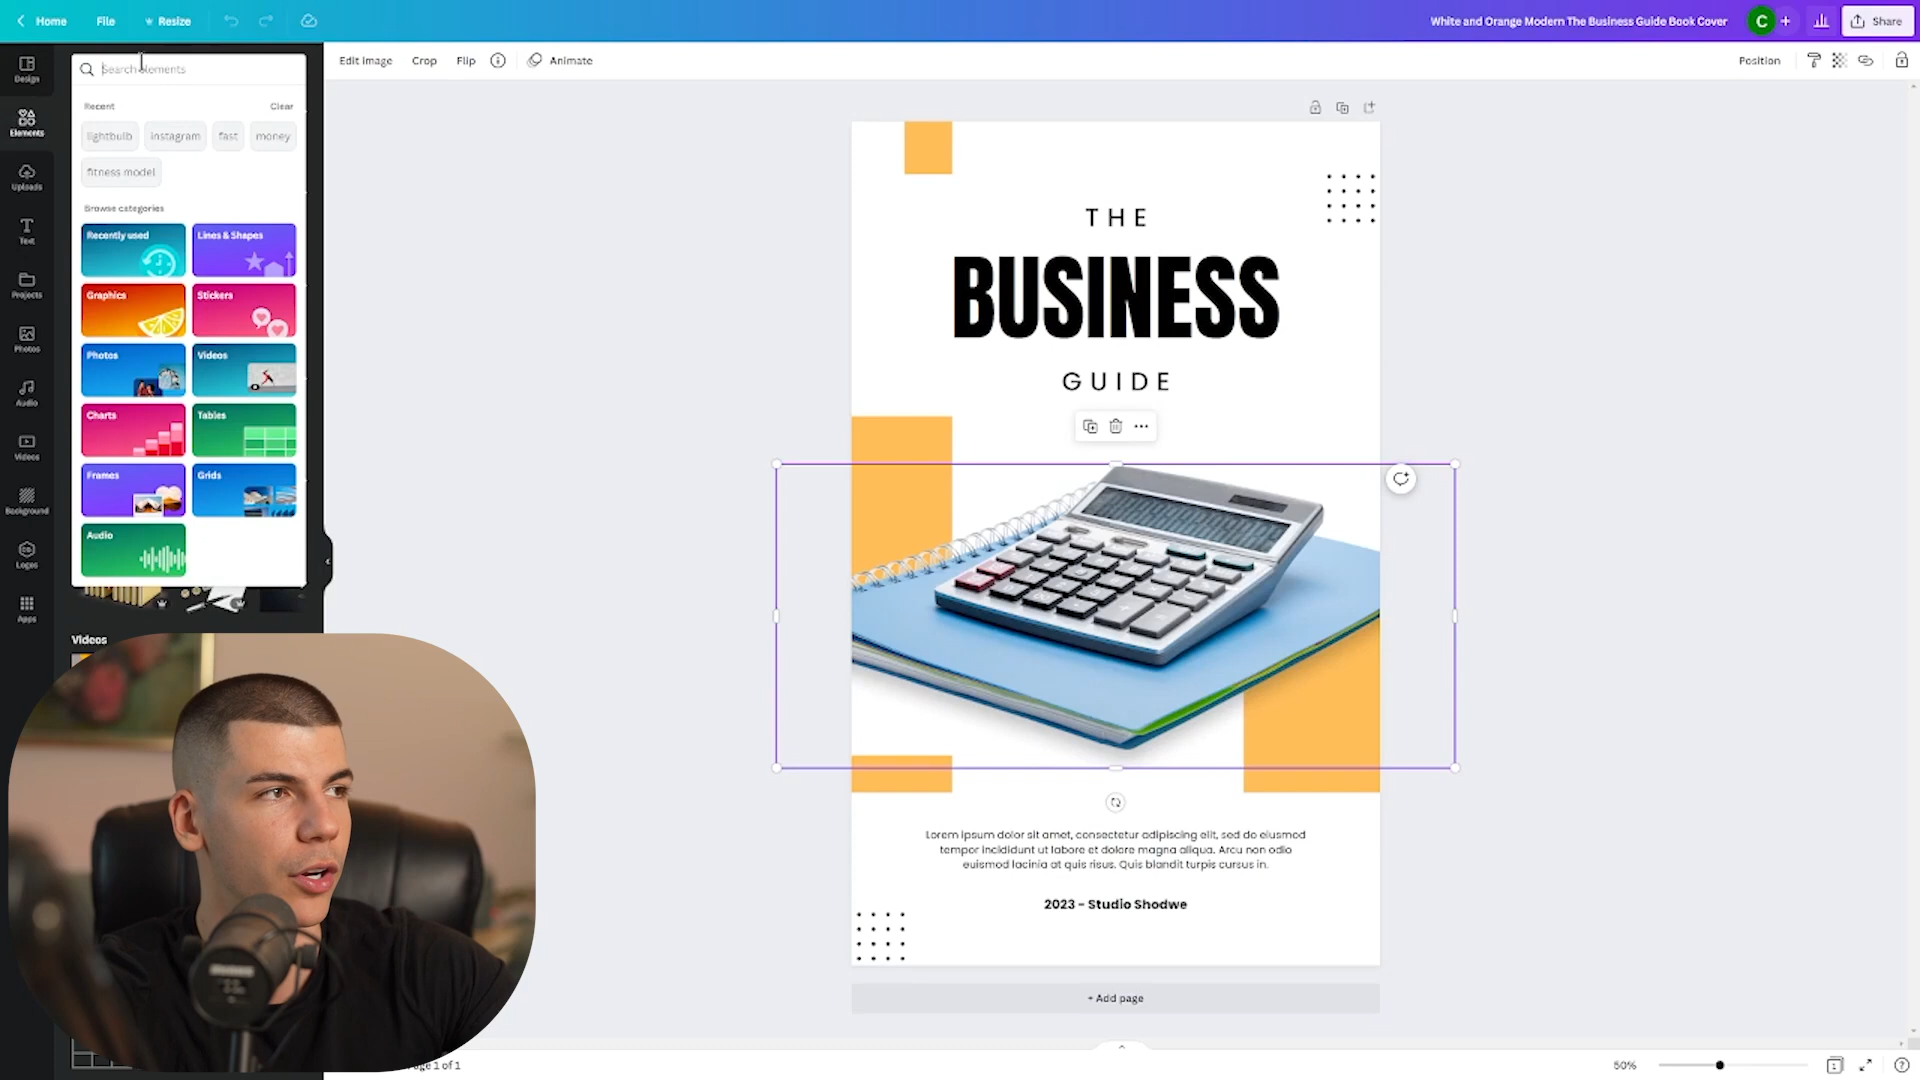 Home
File
Resize
White and Orange Modern The Business Guide Book Cover
C
Share
Design
Elements
Uploads
Text
Projects
Photos
Audio
Videos
Background
Logos
Apps
Search elements
Recent
Clear
lightbulb
instagram
fast
money
fitness model
Browse categories
Recently used
Lines & Shapes
Graphics
Stickers
Photos
Videos
Charts
Tables
Frames
Grids
Audio
Videos
Edit image
Crop
Flip
Animate
Position
THE
BUSINESS
GUIDE
Lorem ipsum dolor sit amet, consectetur adipiscing elit, sed do eiusmod
tempor incididunt ut labore et dolore magna aliqua. Arcu non odio
euismod lacinia at quis risus. Quis blandit turpis cursus in.
2023 - Studio Shodwe
+ Add page
1 of 1
50%
1